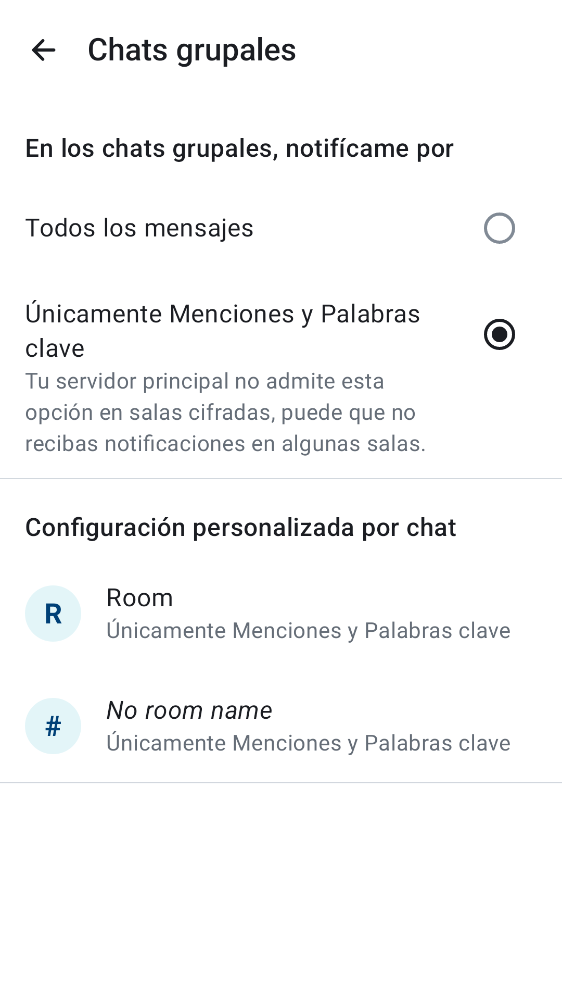 Chats grupales
En los chats grupales, notifícame por
Todos los mensajes
Únicamente Menciones y Palabras
clave
Tu servidor principal no admite esta
opción en salas cifradas, puede que no
recibas notificaciones en algunas salas.
Configuración personalizada por chat
R
Room
Únicamente Menciones y Palabras clave
#
No room name
Únicamente Menciones y Palabras clave